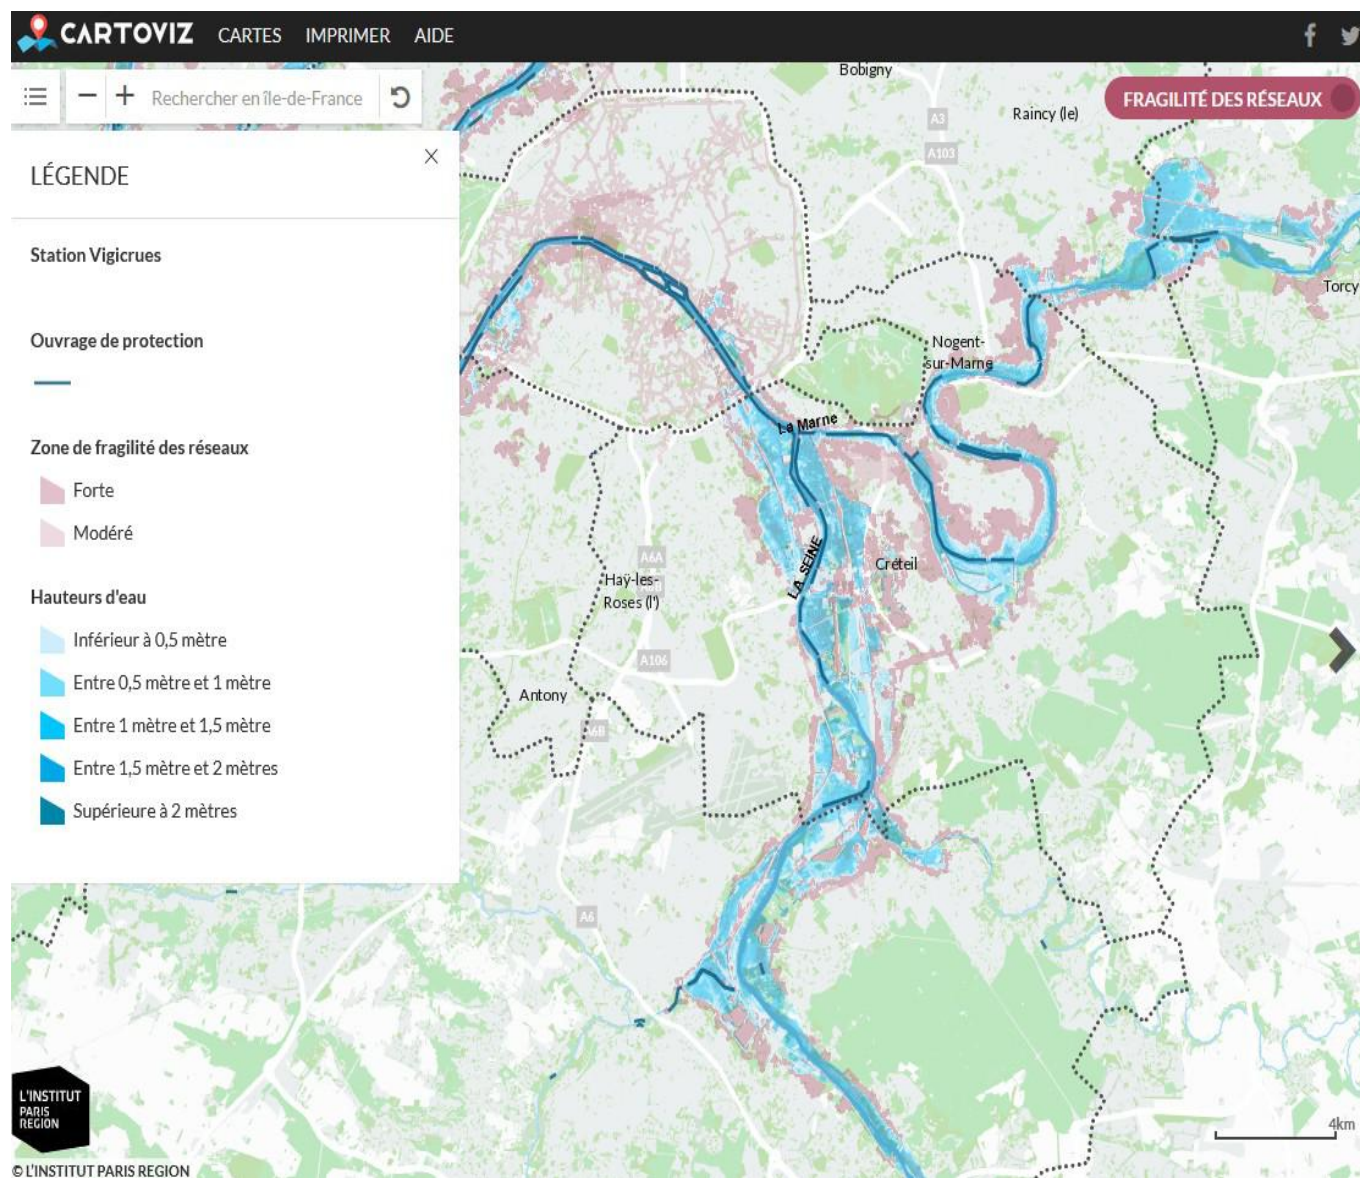 CARTOVIZ CARTES IMPRIMER AIDE
Rechercher en île-de-France
FRAGILITÉ DES RÉSEAUX
LÉGENDE
Station Vigicrues
Ouvrage de protection
Zone de fragilité des réseaux
Forte
Modéré
Hauteurs d'eau
Inférieur à 0,5 mètre
Entre 0,5 mètre et 1 mètre
Entre 1 mètre et 1,5 mètre
Entre 1,5 mètre et 2 mètres
Supérieure à 2 mètres
Bobigny
A3
Raincy (le)
A103
Torcy
Nogent-
sur-Marne
La Marne
LA SEINE
A6A
Créteil
Haÿ-les-
Roses (l')
A106
Antony
A6B
A6
L'INSTITUT
PARIS
REGION
4km
© L'INSTITUT PARIS REGION